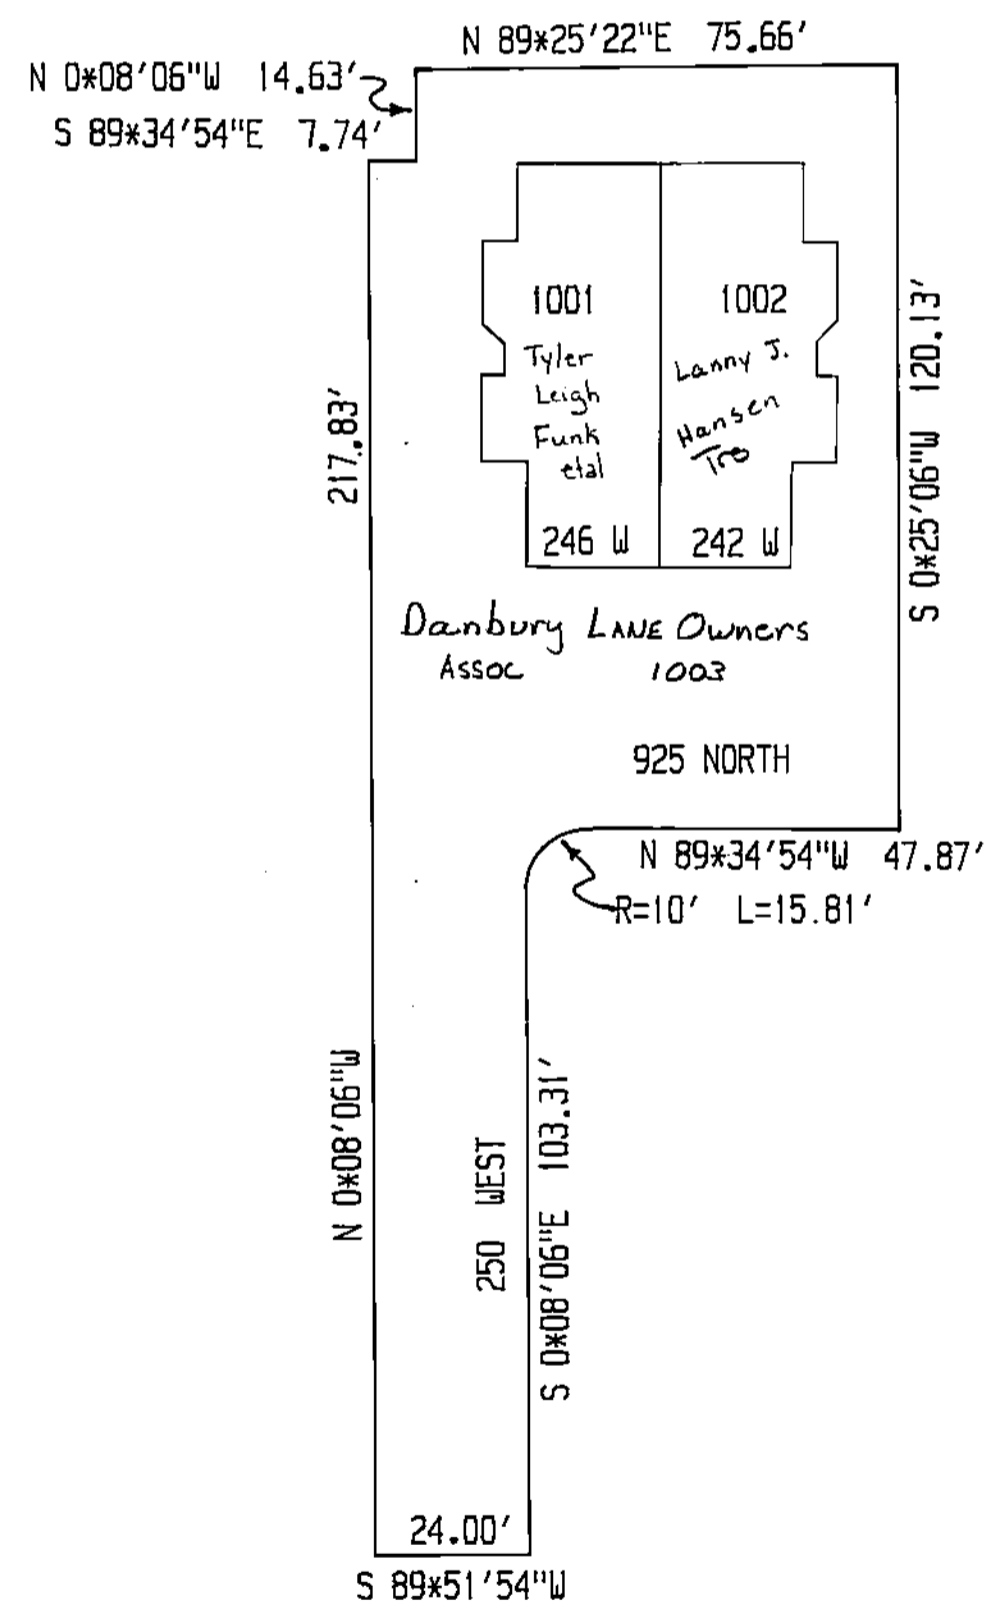 N 89*25'22"E 75.66'
N 0*08'06"W 14.63'
S 89*34'54"E 7.74'
1001
Tyler
Leigh
Funk
etal
246 W
1002
Lanny J.
Hansen
Tro
242 W
217.83'
S 0*25'06"W 120.13'
Danbury LANE Owners
Assoc 1003
925 NORTH
N 89*34'54"W 47.87'
R=10' L=15.81'
N 0*08'06"W
250 WEST
S 0*08'06"E 103.31'
24.00'
S 89*51'54"W